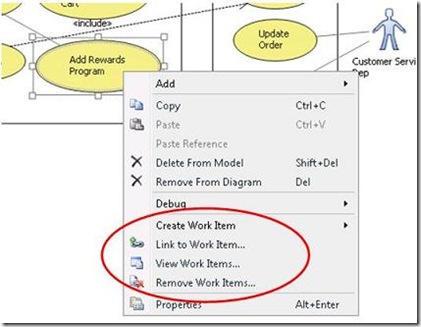 Cart
<include>
Update
Order
Add Rewards
Program
Customer Servi
Rep
Add
Copy Ctrl+C
Paste Ctrl+V
Paste Reference
Delete From Model Shift+Del
Remove From Diagram Del
Debug
Create Work Item
Link to Work Item...
View Work Items...
Remove Work Items...
Properties Alt+Enter